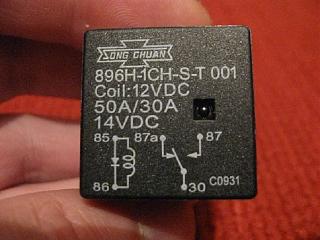 SONG CHUAN
896H-1CH-S-T 001
Coil:12VDC
50A/30A
14VDC
85 87a 87
86 30 C0931